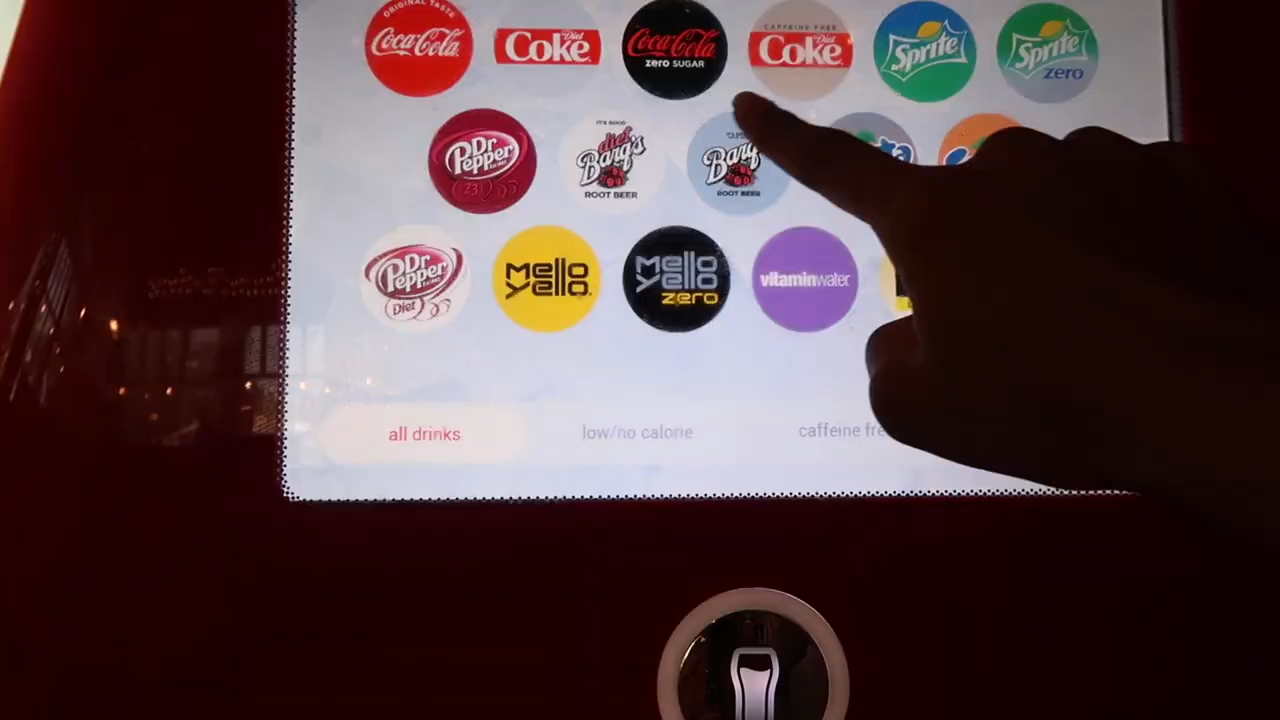 ORIGINAL TASTE
Coca-Cola
Diet
Coke
Coca-Cola
zero SUGAR
CAFFEINE FREE
Diet
Coke
Sprite
Sprite
zero
Dr
Pepper
23
IT'S GOOD
diet
Barq's
ROOT BEER
Barq
ROOT BEER
Dr
Pepper
Diet
mello
yello
mello
yello
zero
vitaminwater
all drinks
low/no calorie
caffeine fre